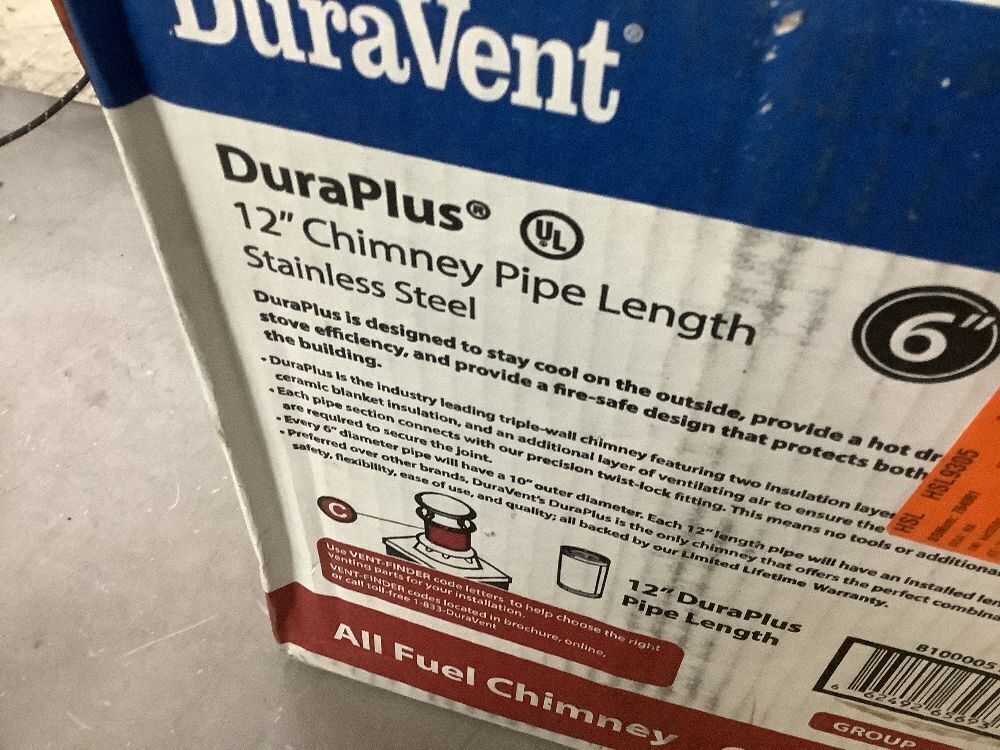 DuraVent®
DuraPlus® UL
12" Chimney Pipe Length
Stainless Steel
6"
DuraPlus is designed to stay cool on the outside, provide a hot
stove efficiency, and provide a fire-safe design that protects both
the building.
• DuraPlus is the industry leading triple-wall chimney featuring two insulation
ceramic blanket insulation, and an additional layer of ventilating air to ensure the
• Each pipe section connects with our precision twist-lock fitting. This means no tools or
are required to secure the joint.
• Every 6" diameter pipe will have a 10" outer diameter. Each 12" length pipe will have an installed
• Preferred over other brands, DuraVent's DuraPlus is the only chimney that offers the perfect
safety, flexibility, ease of use, and quality; all backed by our Limited Lifetime Warranty.
HSL HSL9305
C
Use VENT-FINDER code letters to help choose the right
venting parts for your installation.
VENT-FINDER codes located in brochure, online,
or call toll-free 1-833-DuraVent
12" DuraPlus
Pipe Length
All Fuel Chimney
8100005
6 62492 65693
GROUP